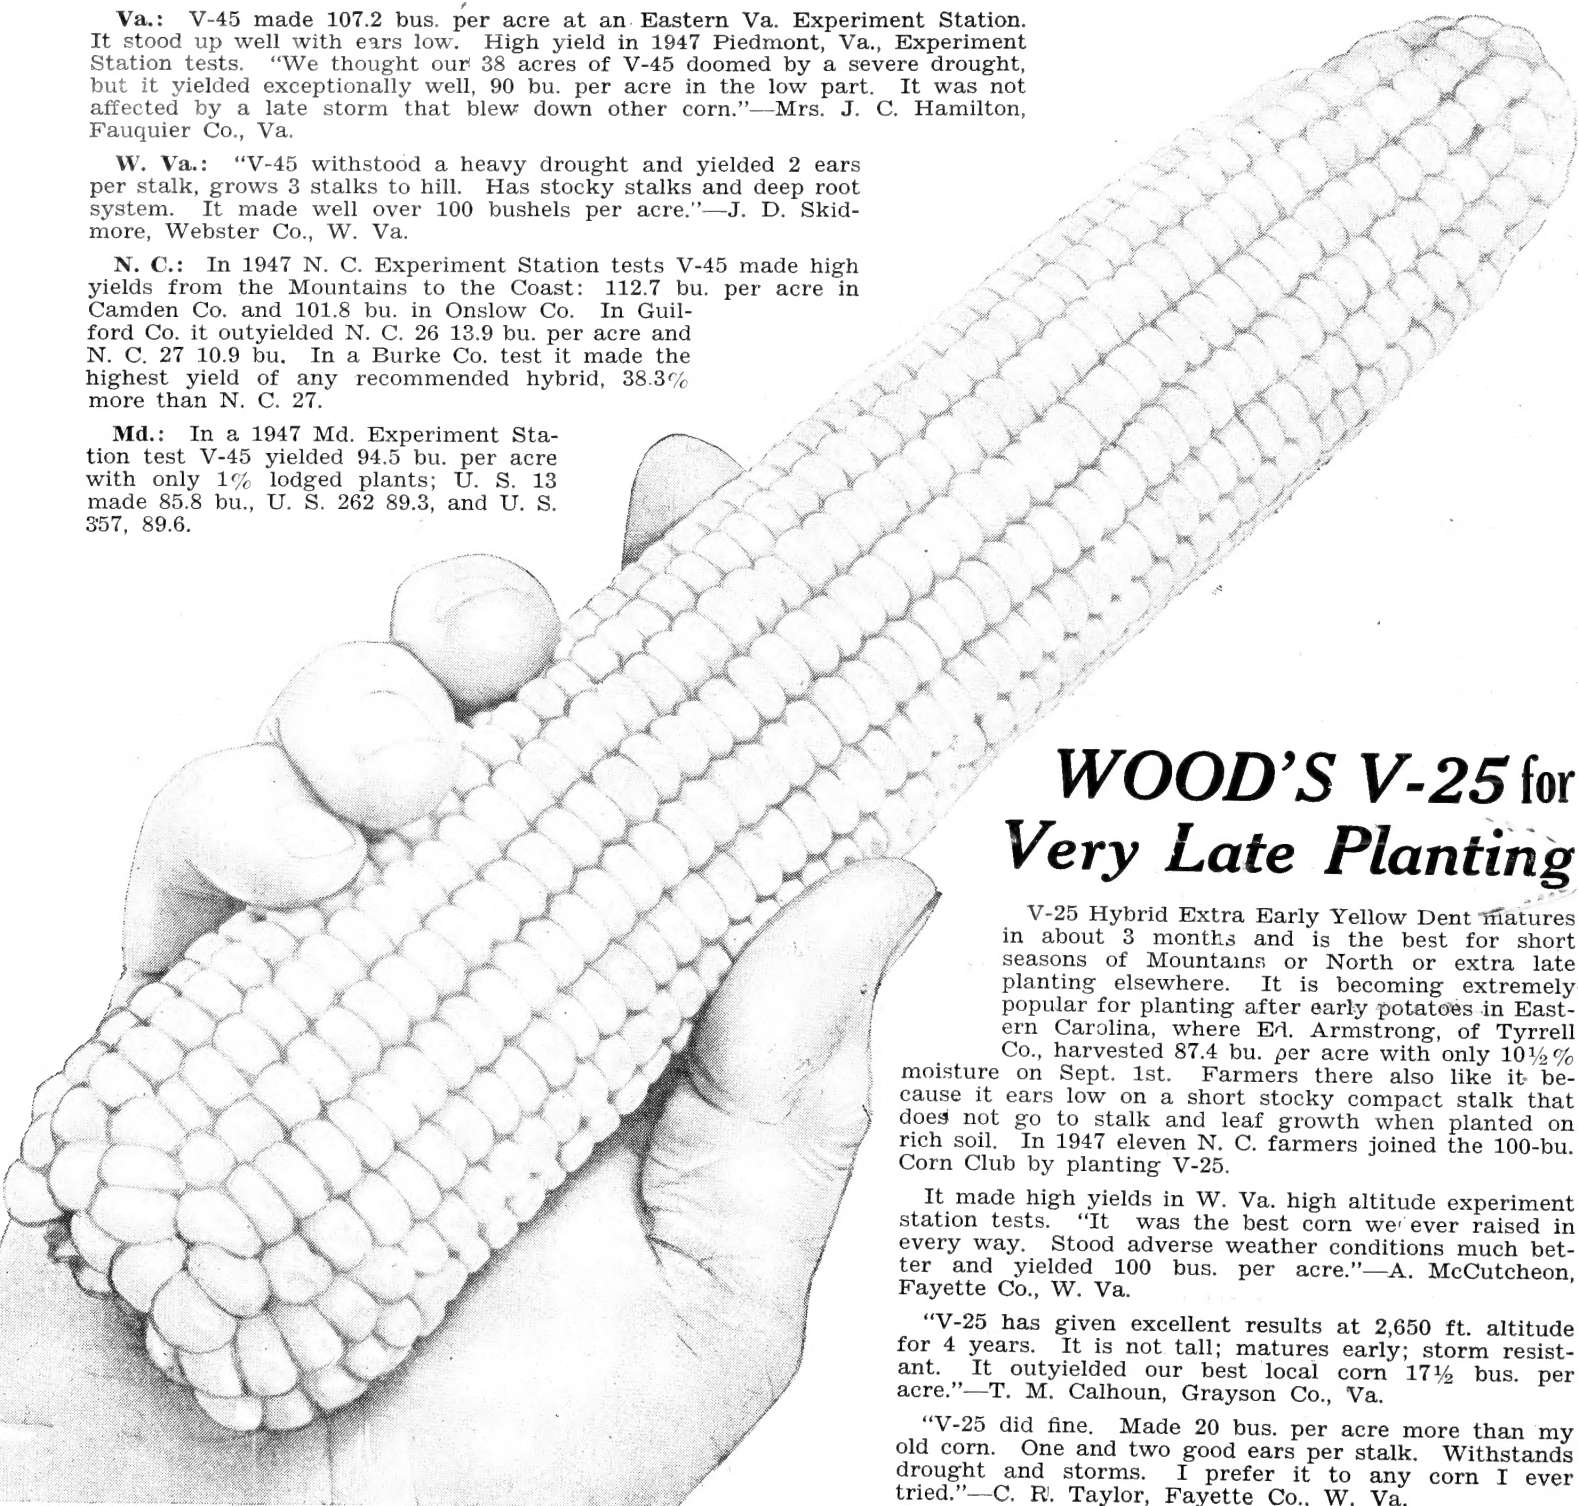 Va.: V-45 made 107.2 bus. per acre at an Eastern Va. Experiment Station.
It stood up well with ears low. High yield in 1947 Piedmont, Va., Experiment
Station tests. “We thought our 38 acres of V-45 doomed by a severe drought,
but it yielded exceptionally well, 90 bu. per acre in the low part. It was not
affected by a late storm that blew down other corn.”—Mrs. J. C. Hamilton,
Fauquier Co., Va.
W. Va.: “V-45 withstood a heavy drought and yielded 2 ears
per stalk, grows 3 stalks to hill. Has stocky stalks and deep root
system. It made well over 100 bushels per acre.”—J. D. Skid-
more, Webster Co., W. Va.
N. C.: In 1947 N. C. Experiment Station tests V-45 made high
yields from the Mountains to the Coast: 112.7 bu. per acre in
Camden Co. and 101.8 bu. in Onslow Co. In Guil-
ford Co. it outyielded N. C. 26 13.9 bu. per acre and
N. C. 27 10.9 bu. In a Burke Co. test it made the
highest yield of any recommended hybrid, 38.3%
more than N. C. 27.
Md.: In a 1947 Md. Experiment Sta-
tion test V-45 yielded 94.5 bu. per acre
with only 1% lodged plants; U. S. 13
made 85.8 bu., U. S. 262 89.3, and U. S.
357, 89.6.
WOOD’S V-25 for
Very Late Planting
V-25 Hybrid Extra Early Yellow Dent matures
in about 3 months and is the best for short
seasons of Mountains or North or extra late
planting elsewhere. It is becoming extremely
popular for planting after early potatoes in East-
ern Carolina, where Ed. Armstrong, of Tyrrell
Co., harvested 87.4 bu. per acre with only 10½%
moisture on Sept. 1st. Farmers there also like it be-
cause it ears low on a short stocky compact stalk that
does not go to stalk and leaf growth when planted on
rich soil. In 1947 eleven N. C. farmers joined the 100-bu.
Corn Club by planting V-25.
It made high yields in W. Va. high altitude experiment
station tests. “It was the best corn we ever raised in
every way. Stood adverse weather conditions much bet-
ter and yielded 100 bus. per acre.”—A. McCutcheon,
Fayette Co., W. Va.
“V-25 has given excellent results at 2,650 ft. altitude
for 4 years. It is not tall; matures early; storm resist-
ant. It outyielded our best local corn 17½ bus. per
acre.”—T. M. Calhoun, Grayson Co., Va.
“V-25 did fine. Made 20 bus. per acre more than my
old corn. One and two good ears per stalk. Withstands
drought and storms. I prefer it to any corn I ever
tried.”—C. R. Taylor, Fayette Co., W. Va.